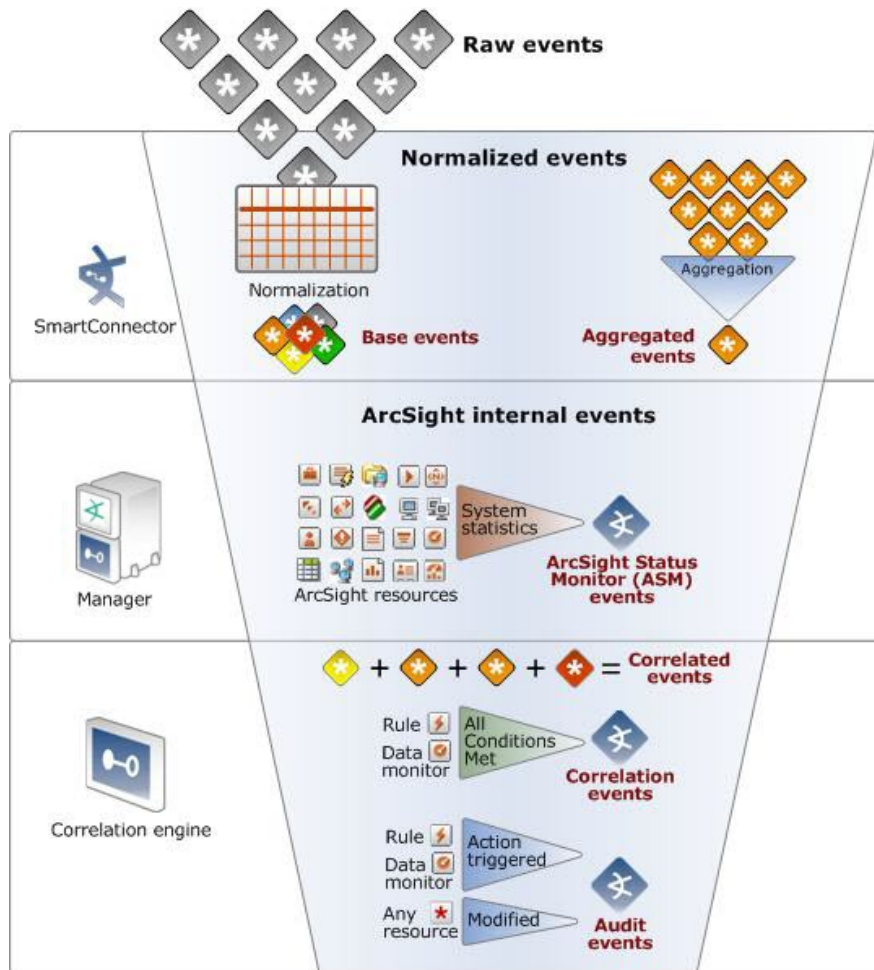 Raw events
Normalized events
Normalization
Aggregation
SmartConnector
Base events
Aggregated
events
ArcSight internal events
System
statistics
ArcSight resources
ArcSight Status
Monitor (ASM)
events
Manager
+ + + = Correlated
events
Rule
Data
monitor
All
Conditions
Met
Correlation
events
Correlation engine
Rule
Data
monitor
Action
triggered
Any
resource
Modified
Audit
events